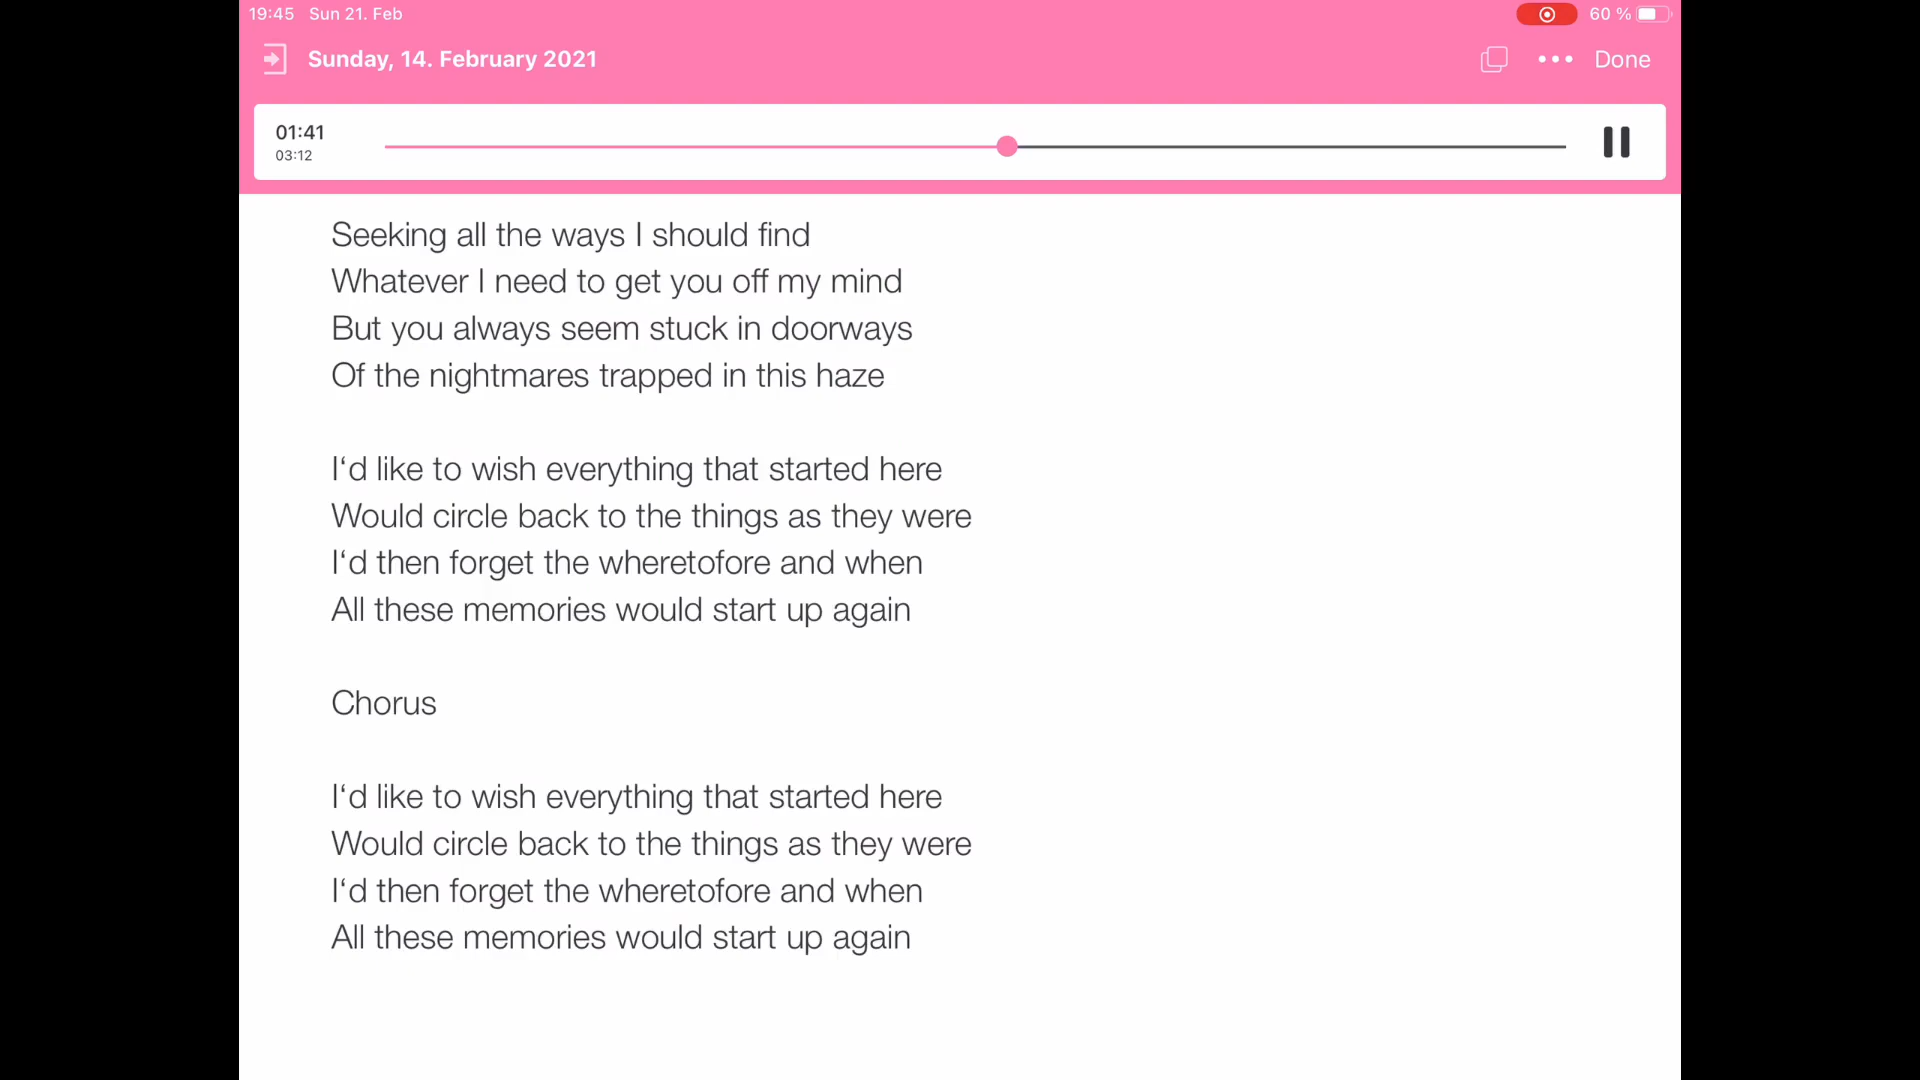 19:45 Sun 21. Feb
60 %
Sunday, 14. February 2021
Done
01:41
03:12
Seeking all the ways I should find
Whatever I need to get you off my mind
But you always seem stuck in doorways
Of the nightmares trapped in this haze
I‘d like to wish everything that started here
Would circle back to the things as they were
I‘d then forget the wheretofore and when
All these memories would start up again
Chorus
I‘d like to wish everything that started here
Would circle back to the things as they were
I‘d then forget the wheretofore and when
All these memories would start up again